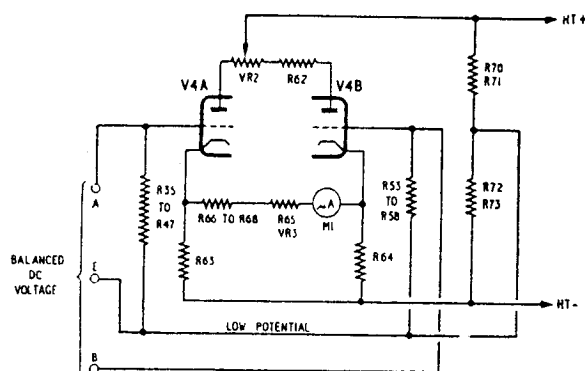 HT+
VR2
R62
V4A
V4B
R70
R71
R35
TO
R47
R53
TO
R58
R72
R73
A
R66 TO R68
R65
VR3
A
M1
R63
R64
BALANCED
DC
VOLTAGE
E
HT-
LOW POTENTIAL
B